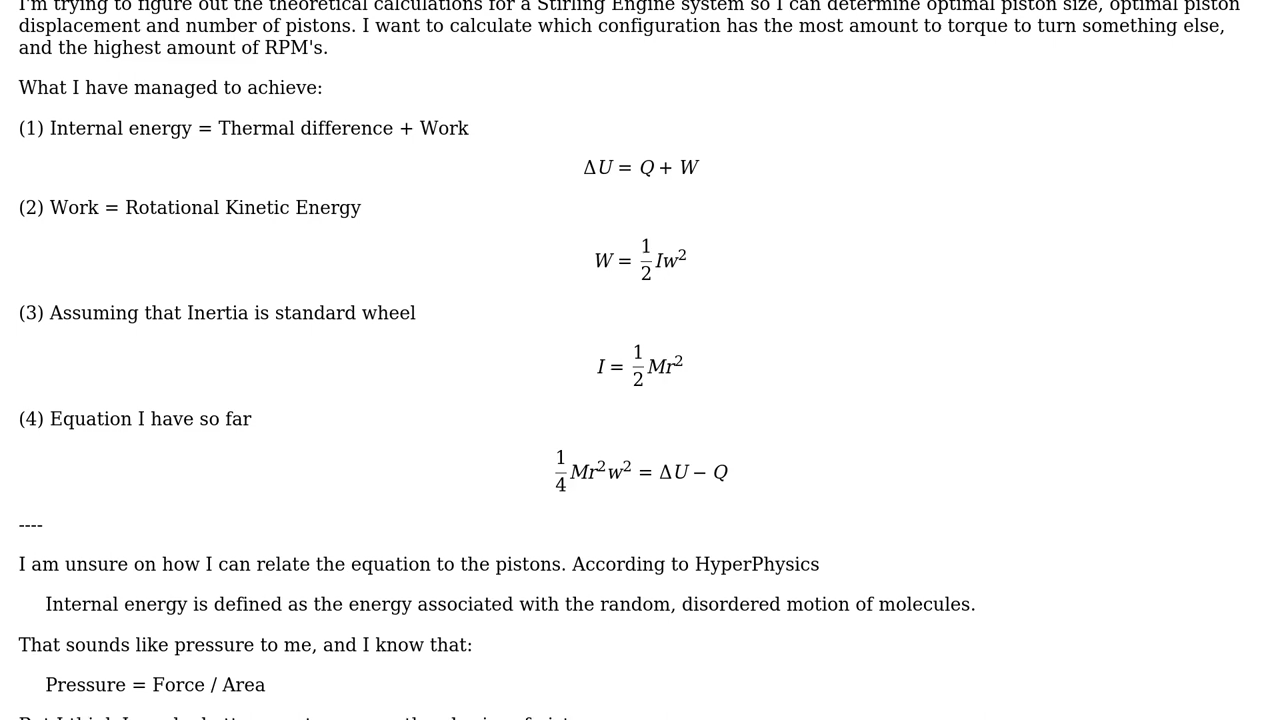 I'm trying to figure out the theoretical calculations for a Stirling Engine system so I can determine optimal piston size, optimal piston
displacement and number of pistons. I want to calculate which configuration has the most amount to torque to turn something else,
and the highest amount of RPM's.
What I have managed to achieve:
(1) Internal energy = Thermal difference + Work
ΔU = Q + W
(2) Work = Rotational Kinetic Energy
W = 1/2 Iw²
(3) Assuming that Inertia is standard wheel
I = 1/2 Mr²
(4) Equation I have so far
1/4 Mr²w² = ΔU − Q
----
I am unsure on how I can relate the equation to the pistons. According to HyperPhysics
Internal energy is defined as the energy associated with the random, disordered motion of molecules.
That sounds like pressure to me, and I know that:
Pressure = Force / Area
But I think I